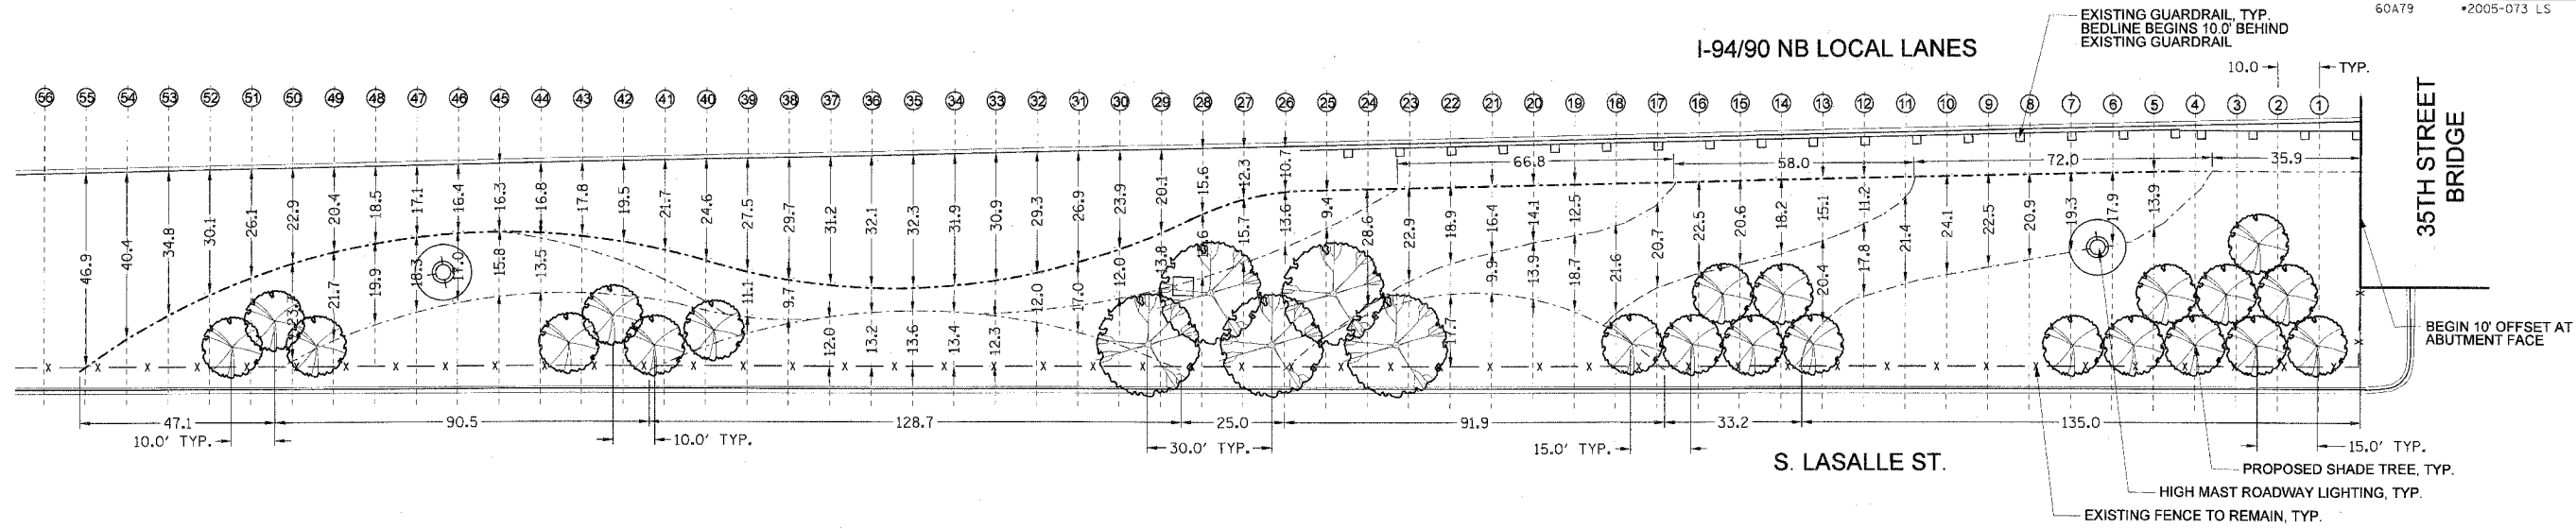 60A79 *2005-073 LS
EXISTING GUARDRAIL, TYP.
BEDLINE BEGINS 10.0' BEHIND
EXISTING GUARDRAIL
I-94/90 NB LOCAL LANES
10.0 TYP.
56 55 54 53 52 51 50 49 48 47 46 45 44 43 42 41 40 39 38 37 36 35 34 33 32 31 30 29 28 27 26 25 24 23 22 21 20 19 18 17 16 15 14 13 12 11 10 9 8 7 6 5 4 3 2 1
35TH STREET
BRIDGE
66.8 58.0 72.0 35.9
46.9 40.4 34.8 30.1 26.1 22.9 20.4 18.5 17.1 16.4 16.3 16.8 17.8 19.5 21.7 24.6 27.5 29.7 31.2 32.1 32.3 31.9 30.9 29.3 26.9 23.9 20.1 15.6 12.3 10.7
9.4 28.6 22.9 18.9 16.4 14.1 12.5 20.7 22.5 20.6 18.2 15.1 11.2 21.4 24.1 22.5 20.9 19.3 17.9 13.9
21.7 19.9 18.3 17.0 15.8 13.5 11.1 9.7 12.0 17.0 12.0 13.8 15.7 13.6 9.9 13.9 18.7 21.6 20.4 17.8
12.0 13.2 13.6 13.4 12.3 11.7
BEGIN 10' OFFSET AT
ABUTMENT FACE
47.1 90.5 128.7 25.0 91.9 33.2 135.0
10.0' TYP. 10.0' TYP. 30.0' TYP. 15.0' TYP. 15.0' TYP.
S. LASALLE ST.
PROPOSED SHADE TREE, TYP.
HIGH MAST ROADWAY LIGHTING, TYP.
EXISTING FENCE TO REMAIN, TYP.